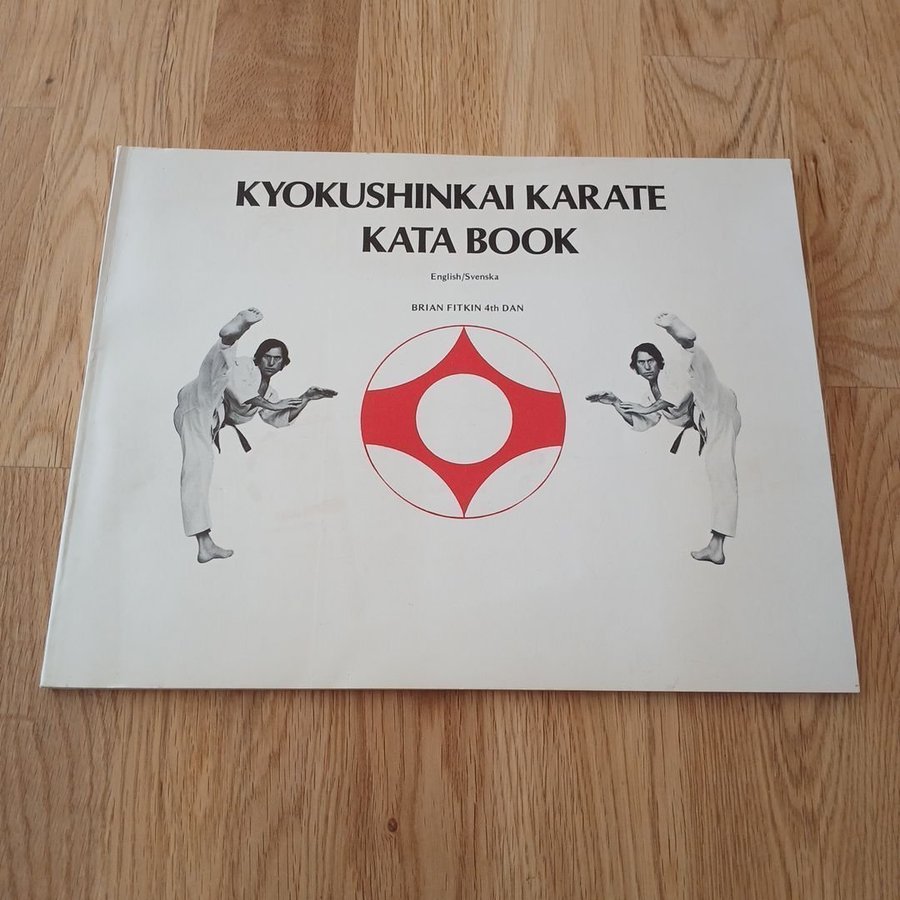 KYOKUSHINKAI KARATE
KATA BOOK
English/Svenska
BRIAN FITKIN 4th DAN